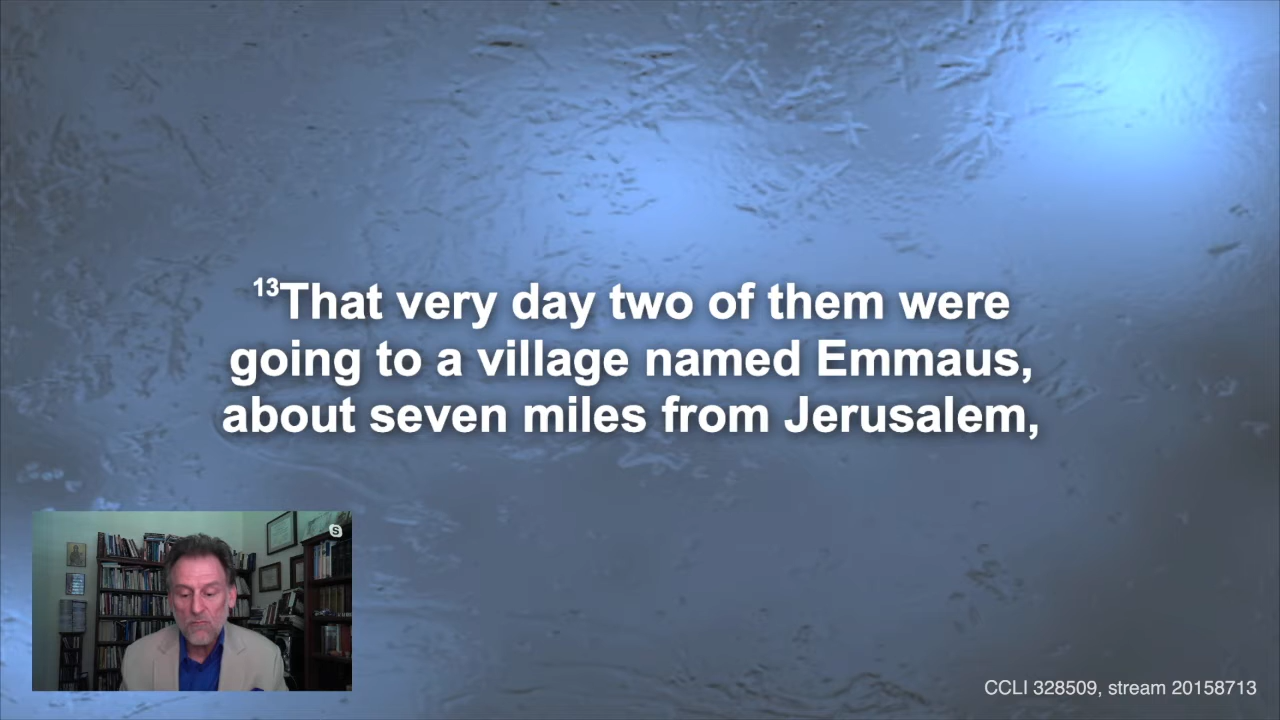 ¹³That very day two of them were
going to a village named Emmaus,
about seven miles from Jerusalem,
S
CCLI 328509, stream 20158713